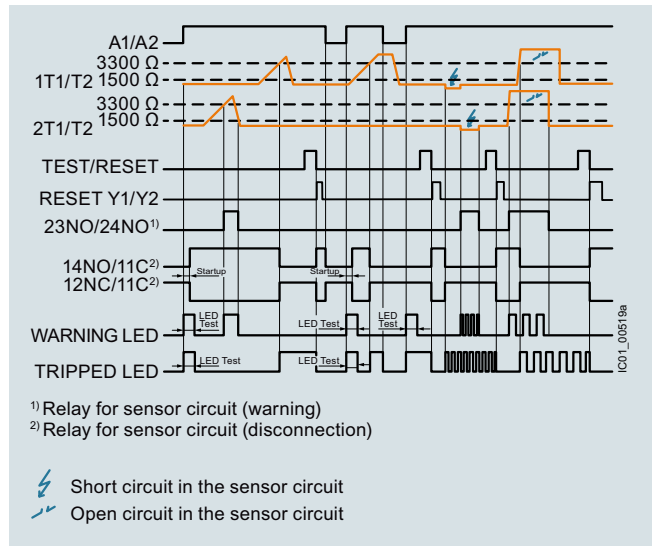 A1/A2
3300 Ω
1T1/T2 1500 Ω
3300 Ω
2T1/T2 1500 Ω
TEST/RESET
RESET Y1/Y2
23NO/24NO1)
14NO/11C2)
Startup Startup
12NC/11C2)
LED Test LED Test LED Test
WARNING LED
LED Test LED Test
TRIPPED LED
IC01_00519a
1) Relay for sensor circuit (warning)
2) Relay for sensor circuit (disconnection)
Short circuit in the sensor circuit
Open circuit in the sensor circuit